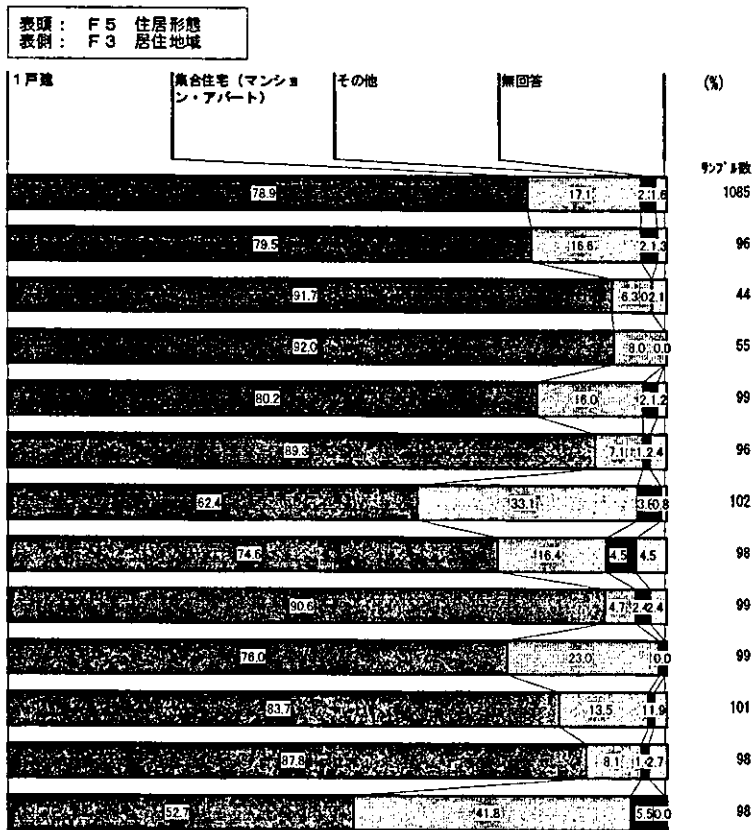 表頭： F5 住居形態
表側： F3 居住地域
1戸建
集合住宅（マンショ
ン・アパート）
その他
無回答
(%)
ｻﾝﾌﾟﾙ数
78.9 17.1 1.6 1085
79.5 16.6 2.1 1.3 96
91.7 6.3 0 2.1 44
92.0 8.0 0.0 55
80.2 16.0 2. 1.2 99
89.3 7.1 1.2 2.4 96
62.4 33.1 3.6 0.8 102
74.6 16.4 4.5 4.5 98
90.6 4.7 2.4 2.4 99
76.0 23.0 0.0 99
83.7 13.5 1.9 101
87.8 8.1 1.4 2.7 98
52.7 41.8 5.5 0.0 98